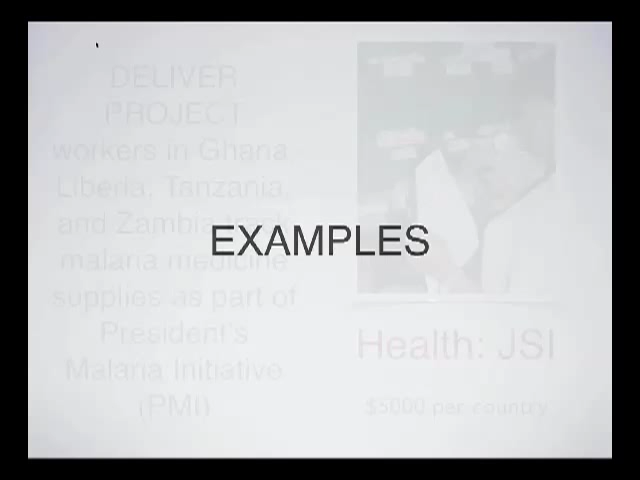 DELIVER
PROJECT
workers in Ghana,
Liberia, Tanzania,
and Zambia track
EXAMPLES
malaria medicine
supplies as part of
President's
Malaria Initiative
(PMI)
Health: JSI
$5000 per country